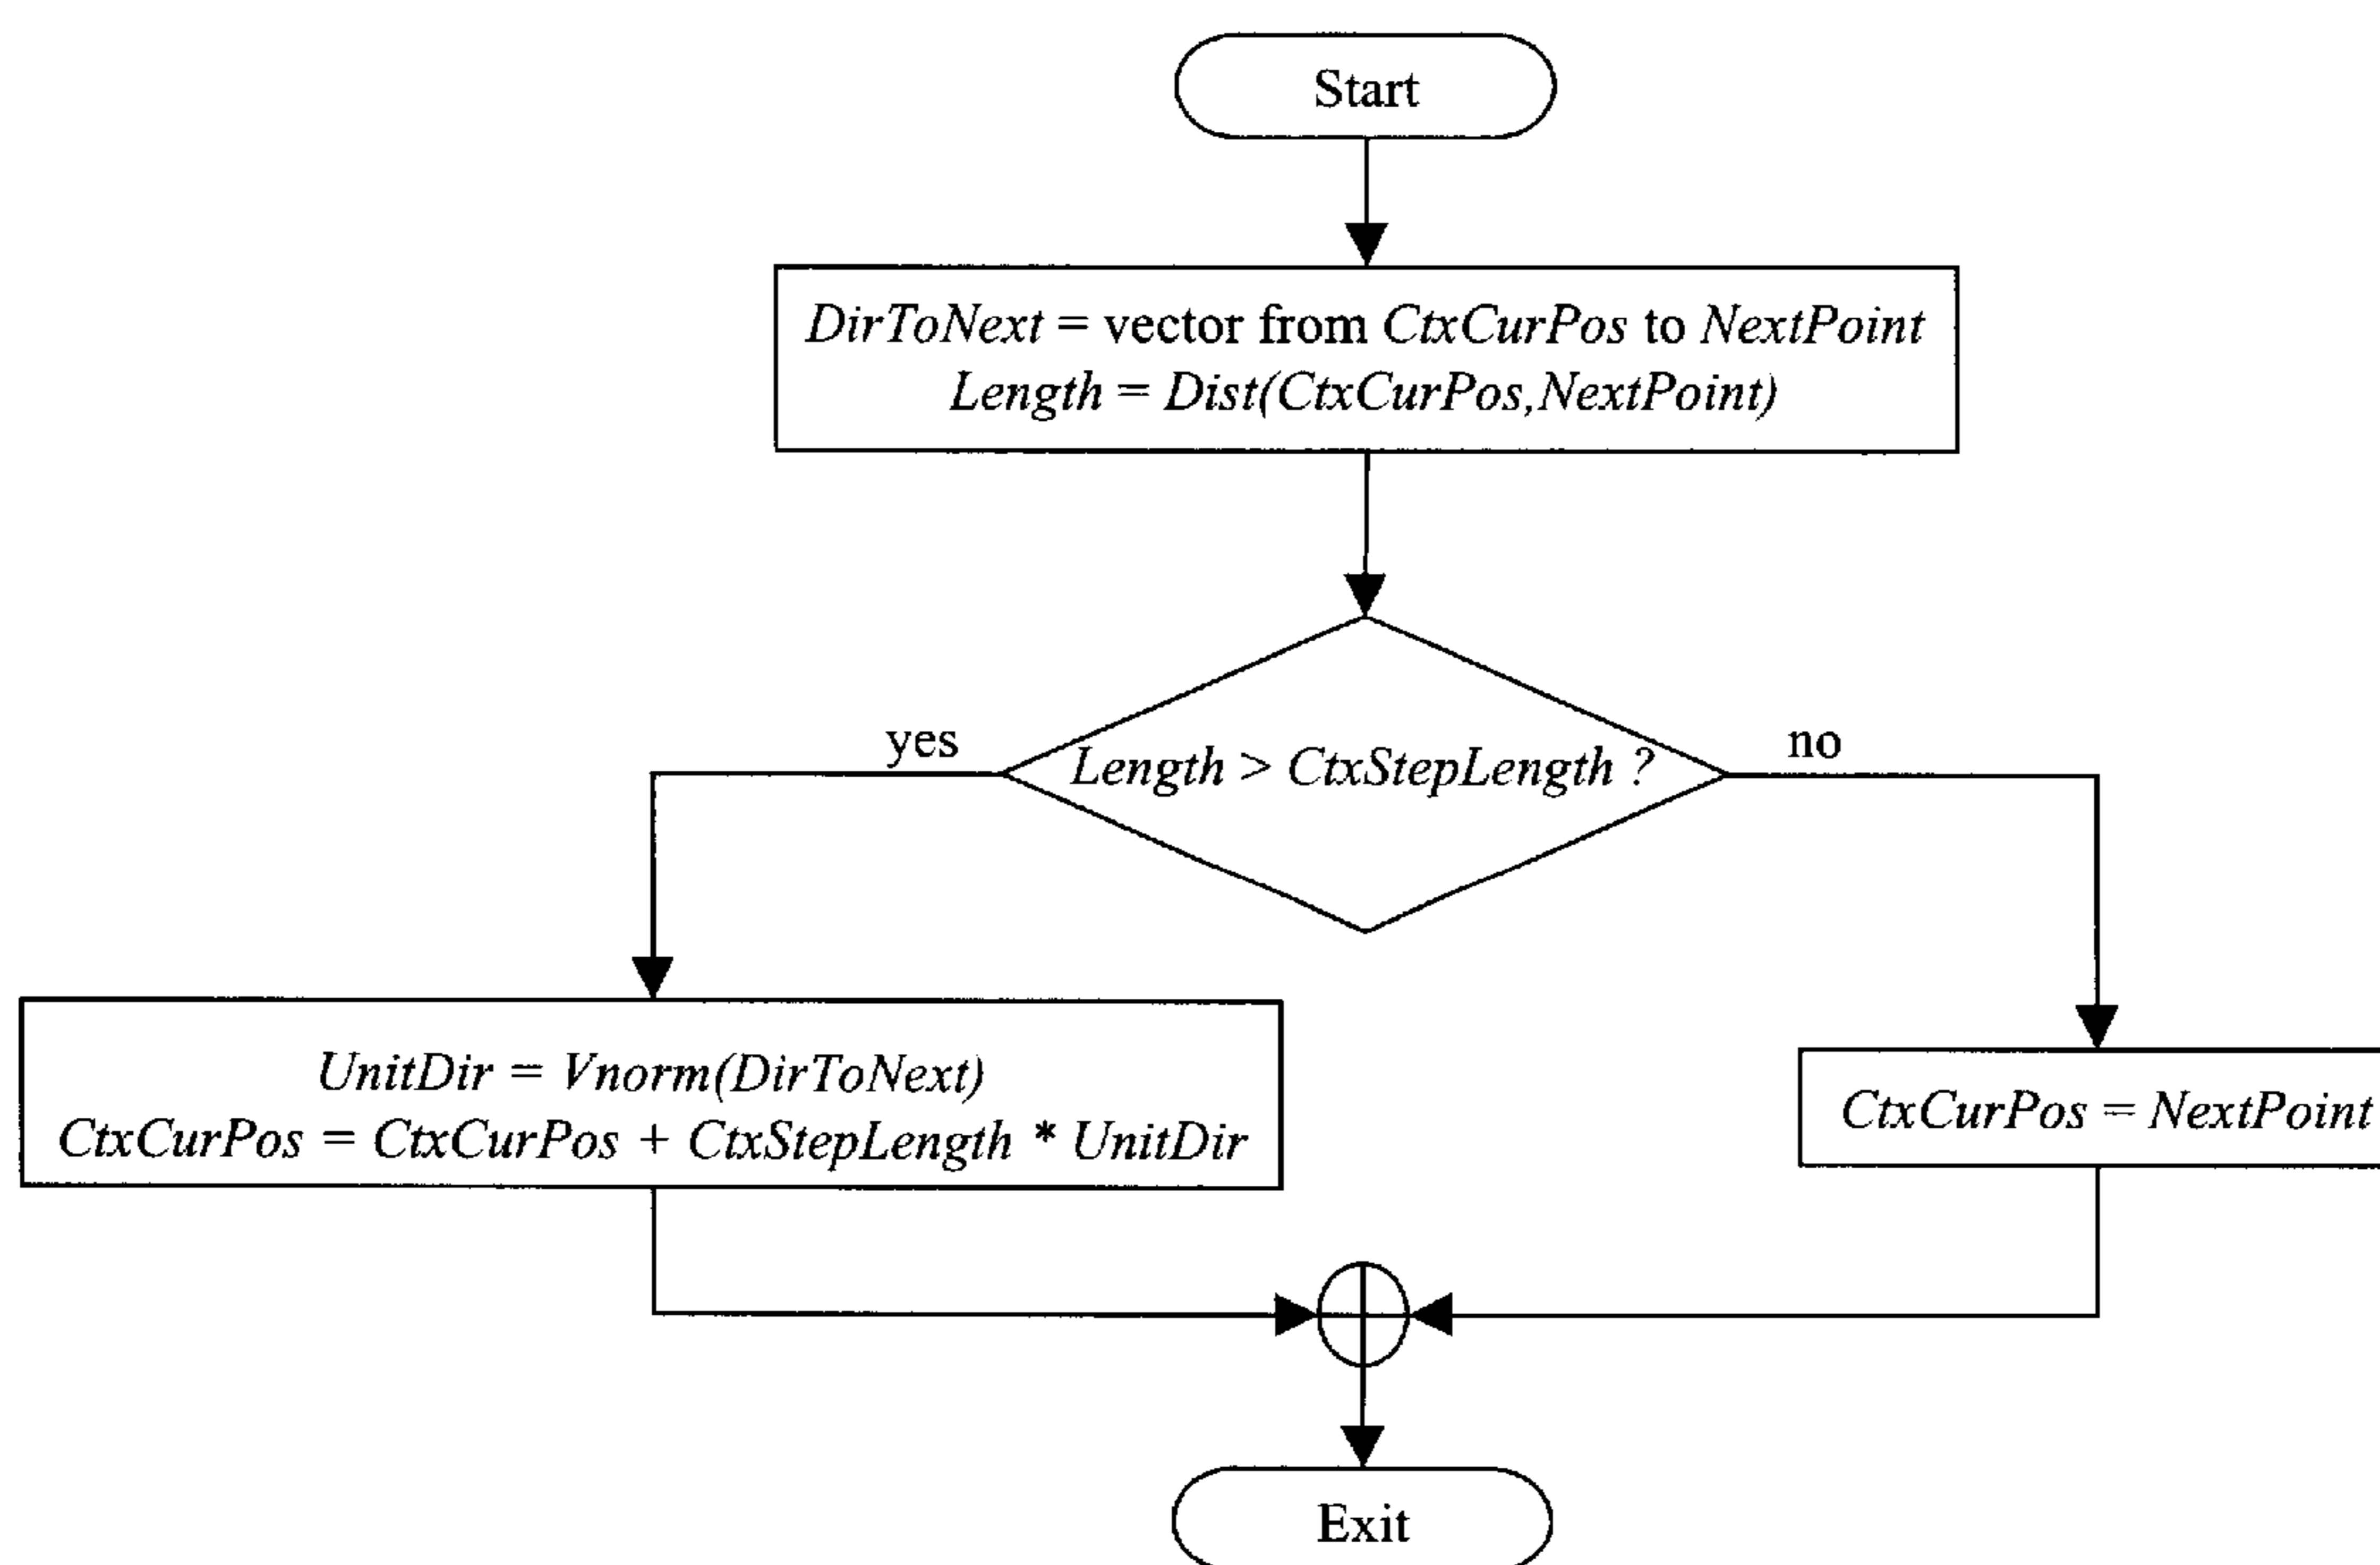 Start
DirToNext = vector from CtxCurPos to NextPoint
Length = Dist(CtxCurPos,NextPoint)
yes
Length > CtxStepLength ?
no
UnitDir = Vnorm(DirToNext)
CtxCurPos = CtxCurPos + CtxStepLength * UnitDir
CtxCurPos = NextPoint
Exit